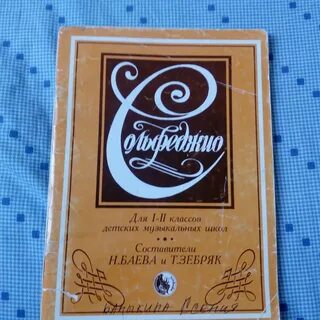 Сольфеджио
Для I-II классов
детских музыкальных школ
Составители
Н.БАЕВА и Т.ЗЕБРЯК